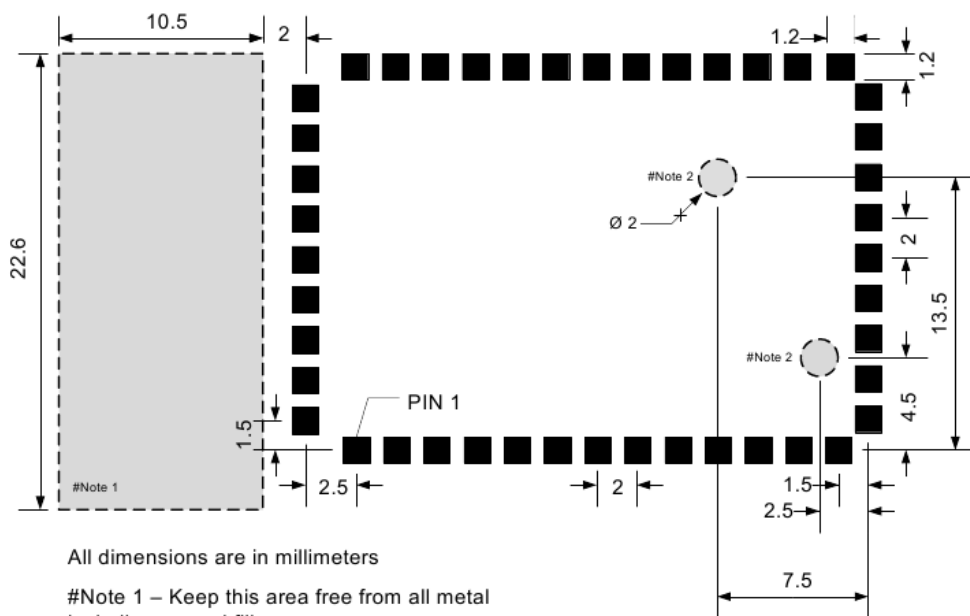 10.5
2
1.2
1.2
22.6
#Note 2
Ø 2
2
13.5
#Note 2
PIN 1
4.5
1.5
#Note 1
2.5
2
1.5
2.5
7.5
All dimensions are in millimeters
#Note 1 – Keep this area free from all metal